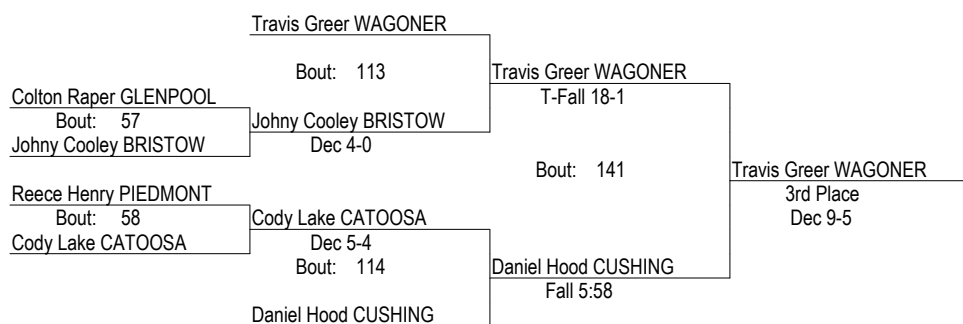 Travis Greer WAGONER
Bout: 113
Travis Greer WAGONER
T-Fall 18-1
Colton Raper GLENPOOL
Bout: 57
Johny Cooley BRISTOW
Johny Cooley BRISTOW
Dec 4-0
Bout: 141
Travis Greer WAGONER
3rd Place
Dec 9-5
Reece Henry PIEDMONT
Bout: 58
Cody Lake CATOOSA
Cody Lake CATOOSA
Dec 5-4
Bout: 114
Daniel Hood CUSHING
Fall 5:58
Daniel Hood CUSHING